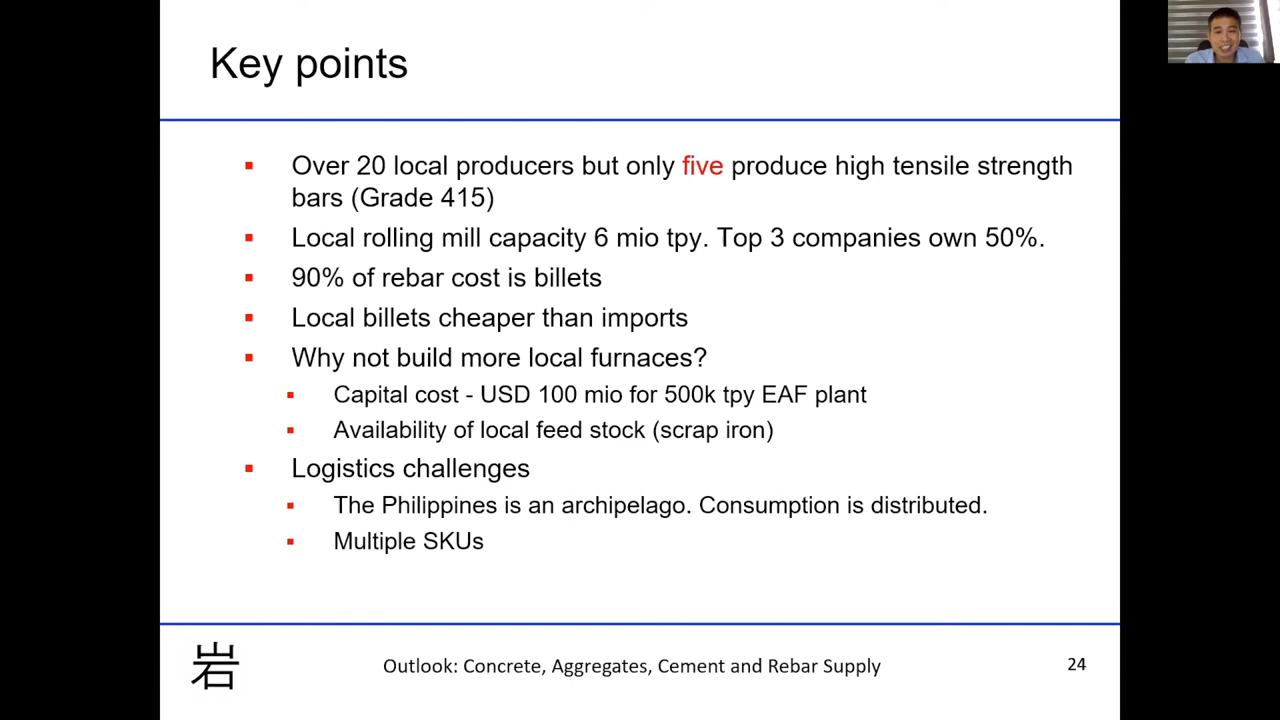 Key points
Over 20 local producers but only five produce high tensile strength
bars (Grade 415)
Local rolling mill capacity 6 mio tpy. Top 3 companies own 50%.
90% of rebar cost is billets
Local billets cheaper than imports
Why not build more local furnaces?
Capital cost - USD 100 mio for 500k tpy EAF plant
Availability of local feed stock (scrap iron)
Logistics challenges
The Philippines is an archipelago. Consumption is distributed.
Multiple SKUs
岩
Outlook: Concrete, Aggregates, Cement and Rebar Supply
24